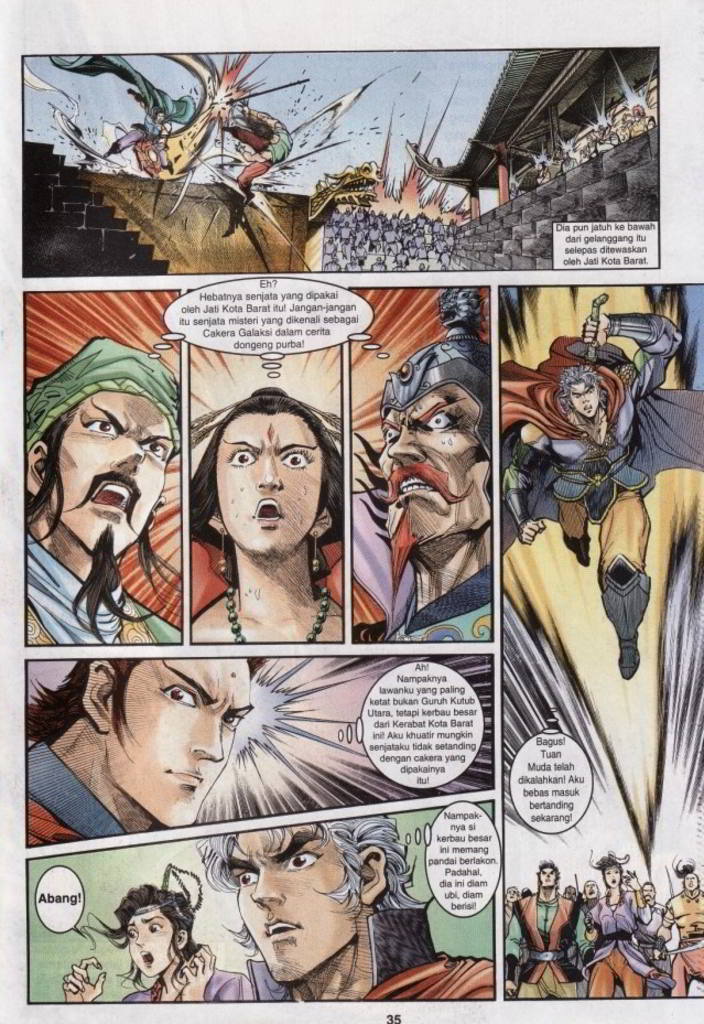 Dia pun jatuh ke bawah
dari gelanggang itu
selepas ditewaskan
oleh Jati Kota Barat.
Eh?
Hebatnya senjata yang dipakai
oleh Jati Kota Barat itu! Jangan-jangan
itu senjata misteri yang dikenali sebagai
Cakera Galaksi dalam cerita
dongeng purba!
Ah!
Nampaknya
lawanku yang paling
ketat bukan Guruh Kutub
Utara, tetapi kerbau besar
dari Kerabat Kota Barat
ini! Aku khuatir mungkin
senjataku tidak setanding
dengan cakera yang
dipakainya
itu!
Bagus!
Tuan
Muda telah
dikalahkan! Aku
bebas masuk
bertanding
sekarang!
Abang!
Nampak-
nya si
kerbau besar
ini memang
pandai berlakon.
Padahal,
dia ini diam
ubi, diam
berisi!
35